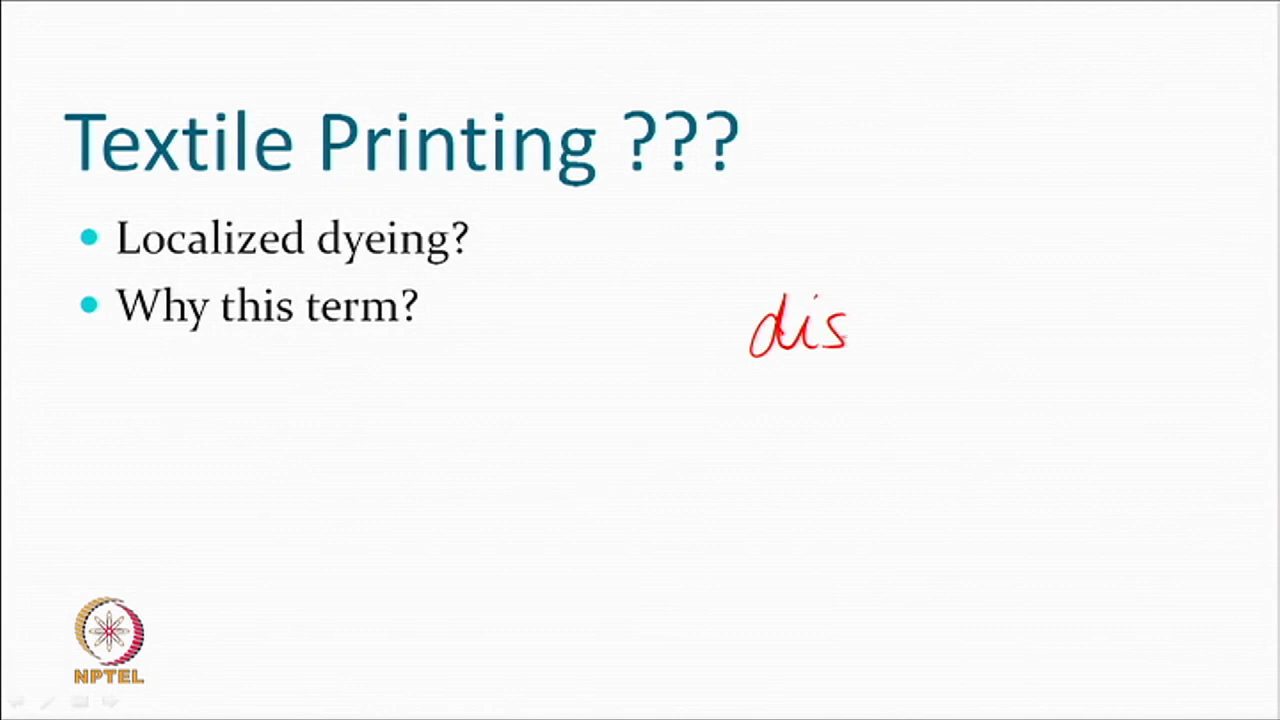 Textile Printing ???
Localized dyeing?
Why this term?
dis
NPTEL